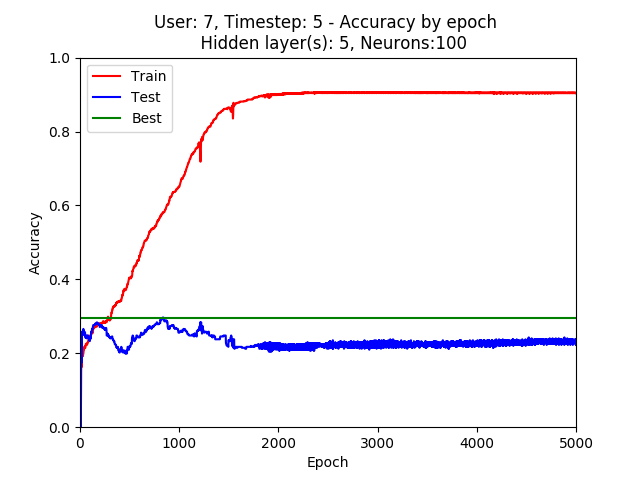 User: 7, Timestep: 5 - Accuracy by epoch
Hidden layer(s): 5, Neurons:100
1.0
0.8
0.6
0.4
0.2
0.0
Accuracy
Train
Test
Best
0 1000 2000 3000 4000 5000
Epoch